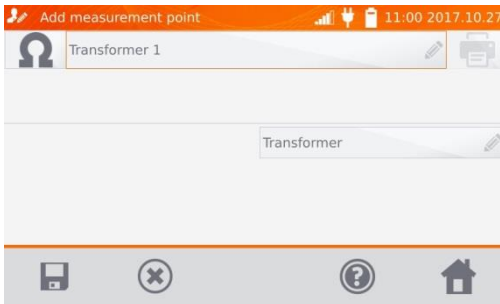 Add measurement point
11:00 2017.10.27
Transformer 1
Transformer